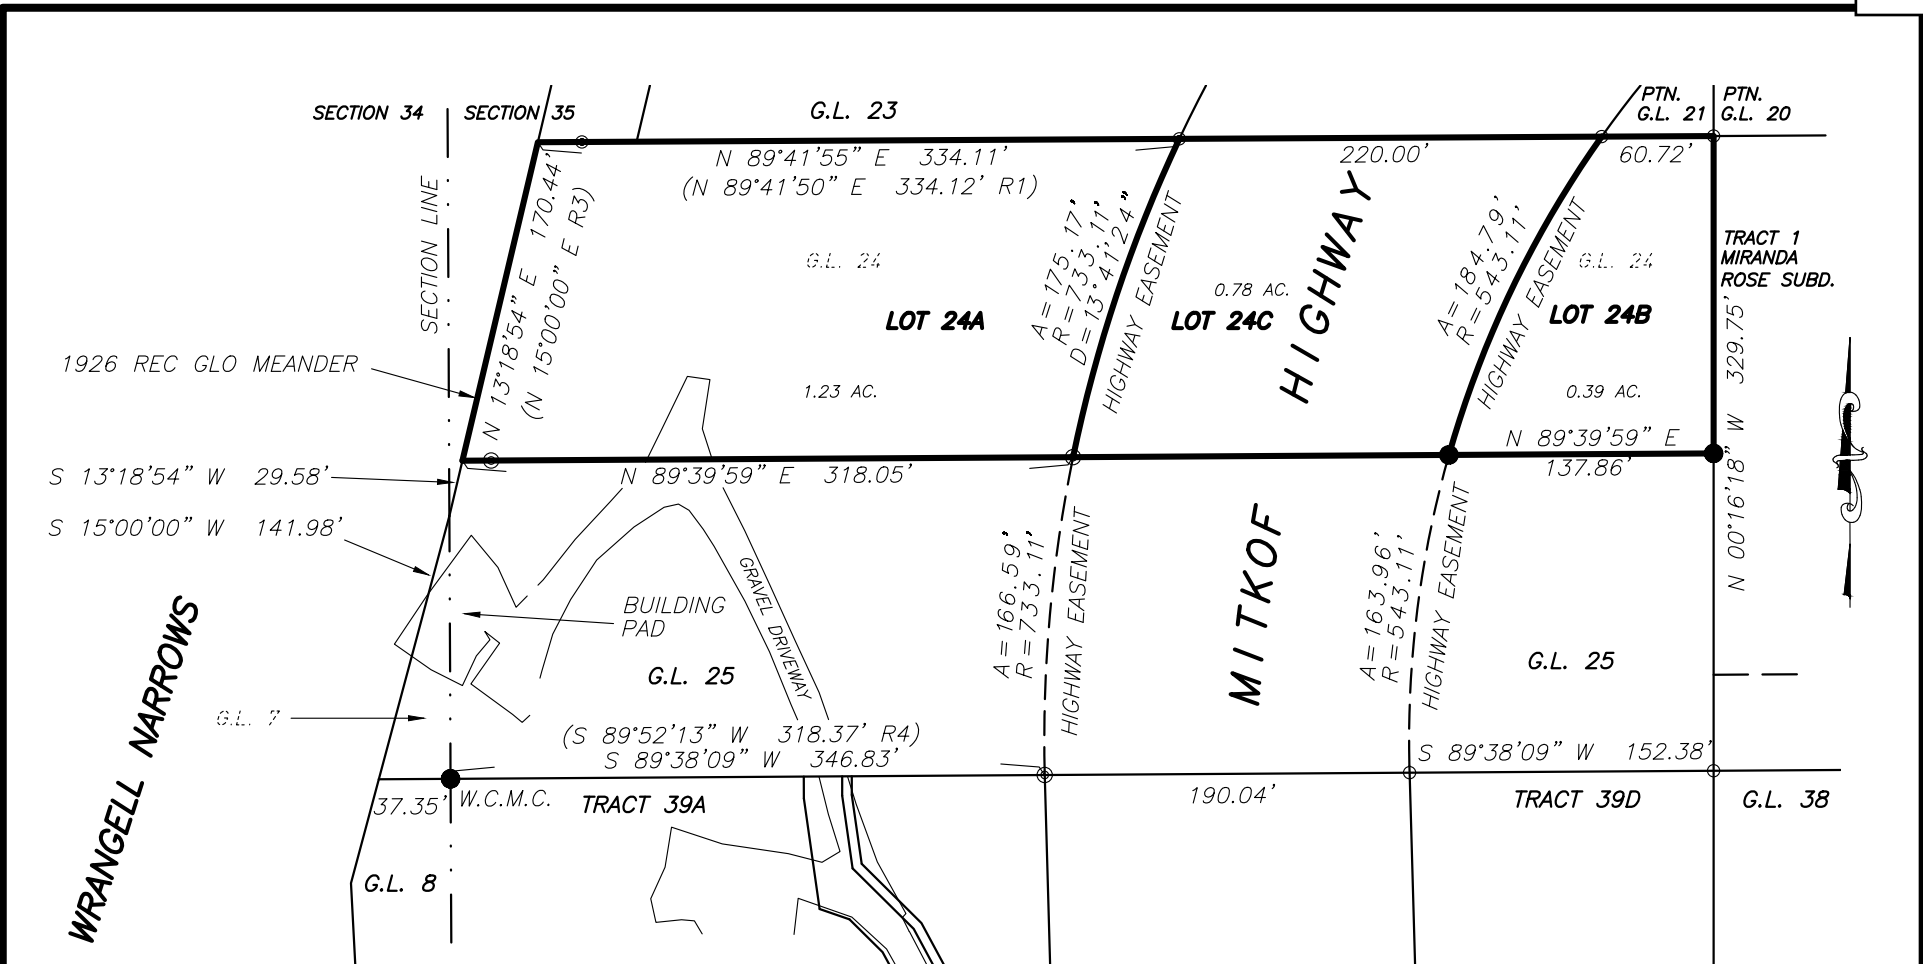 SECTION 34
SECTION 35
G.L. 23
PTN.
G.L. 21
PTN.
G.L. 20
N 89°41'55" E 334.11'
(N 89°41'50" E 334.12' R1)
220.00'
60.72'
SECTION LINE
N 13°18'54" E 170.44'
(N 15°00'00" E R3)
A=175.17'
R=733.11'
D=13°41'24"
HIGHWAY EASEMENT
HIGHWAY
A=184.79'
R=543.11'
HIGHWAY EASEMENT
TRACT 1
MIRANDA
ROSE SUBD.
G.L. 24
G.L. 24
0.78 AC.
LOT 24A
LOT 24C
LOT 24B
1926 REC GLO MEANDER
1.23 AC.
0.39 AC.
N 00°16'18" W 329.75'
N 89°39'59" E
137.86'
S 13°18'54" W 29.58'
N 89°39'59" E 318.05'
S 15°00'00" W 141.98'
A=166.59'
R=733.11'
HIGHWAY EASEMENT
MITKOF
A=163.96'
R=543.11'
HIGHWAY EASEMENT
GRAVEL DRIVEWAY
BUILDING
PAD
G.L. 25
G.L. 25
WRANGELL NARROWS
G.L. 7
(S 89°52'13" W 318.37' R4)
S 89°38'09" W 346.83'
S 89°38'09" W 152.38'
37.35'
W.C.M.C.
TRACT 39A
190.04'
TRACT 39D
G.L. 38
G.L. 8